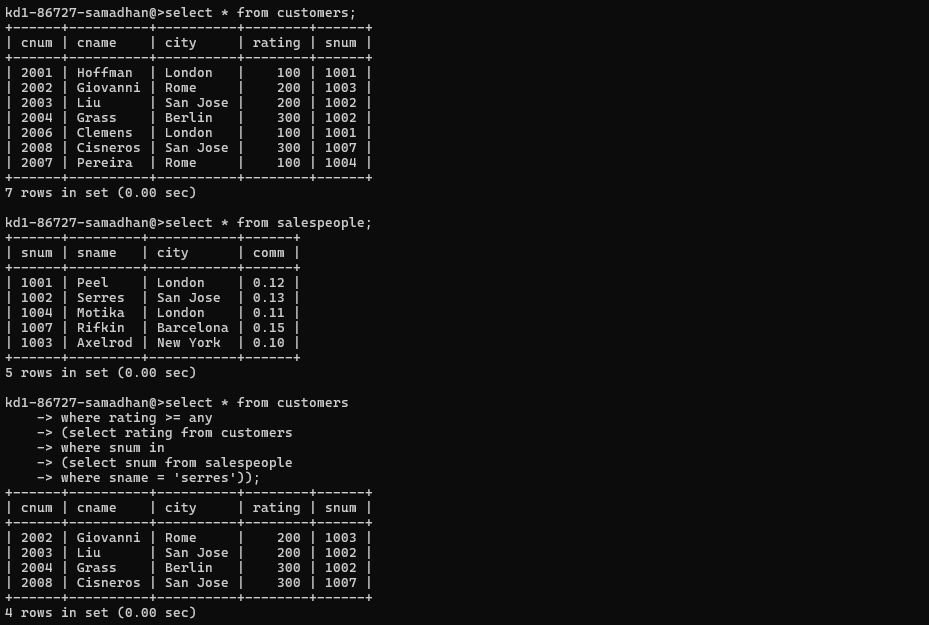 kd1-86727-samadhan@>select * from customers;
+------+----------+----------+--------+------+
| cnum | cname    | city     | rating | snum |
+------+----------+----------+--------+------+
| 2001 | Hoffman  | London   |    100 | 1001 |
| 2002 | Giovanni | Rome     |    200 | 1003 |
| 2003 | Liu      | San Jose |    200 | 1002 |
| 2004 | Grass    | Berlin   |    300 | 1002 |
| 2006 | Clemens  | London   |    100 | 1001 |
| 2008 | Cisneros | San Jose |    300 | 1007 |
| 2007 | Pereira  | Rome     |    100 | 1004 |
+------+----------+----------+--------+------+
7 rows in set (0.00 sec)

kd1-86727-samadhan@>select * from salespeople;
+------+---------+-----------+------+
| snum | sname   | city      | comm |
+------+---------+-----------+------+
| 1001 | Peel    | London    | 0.12 |
| 1002 | Serres  | San Jose  | 0.13 |
| 1004 | Motika  | London    | 0.11 |
| 1007 | Rifkin  | Barcelona | 0.15 |
| 1003 | Axelrod | New York  | 0.10 |
+------+---------+-----------+------+
5 rows in set (0.00 sec)

kd1-86727-samadhan@>select * from customers
    -> where rating >= any
    -> (select rating from customers
    -> where snum in
    -> (select snum from salespeople
    -> where sname = 'serres'));
+------+----------+----------+--------+------+
| cnum | cname    | city     | rating | snum |
+------+----------+----------+--------+------+
| 2002 | Giovanni | Rome     |    200 | 1003 |
| 2003 | Liu      | San Jose |    200 | 1002 |
| 2004 | Grass    | Berlin   |    300 | 1002 |
| 2008 | Cisneros | San Jose |    300 | 1007 |
+------+----------+----------+--------+------+
4 rows in set (0.00 sec)